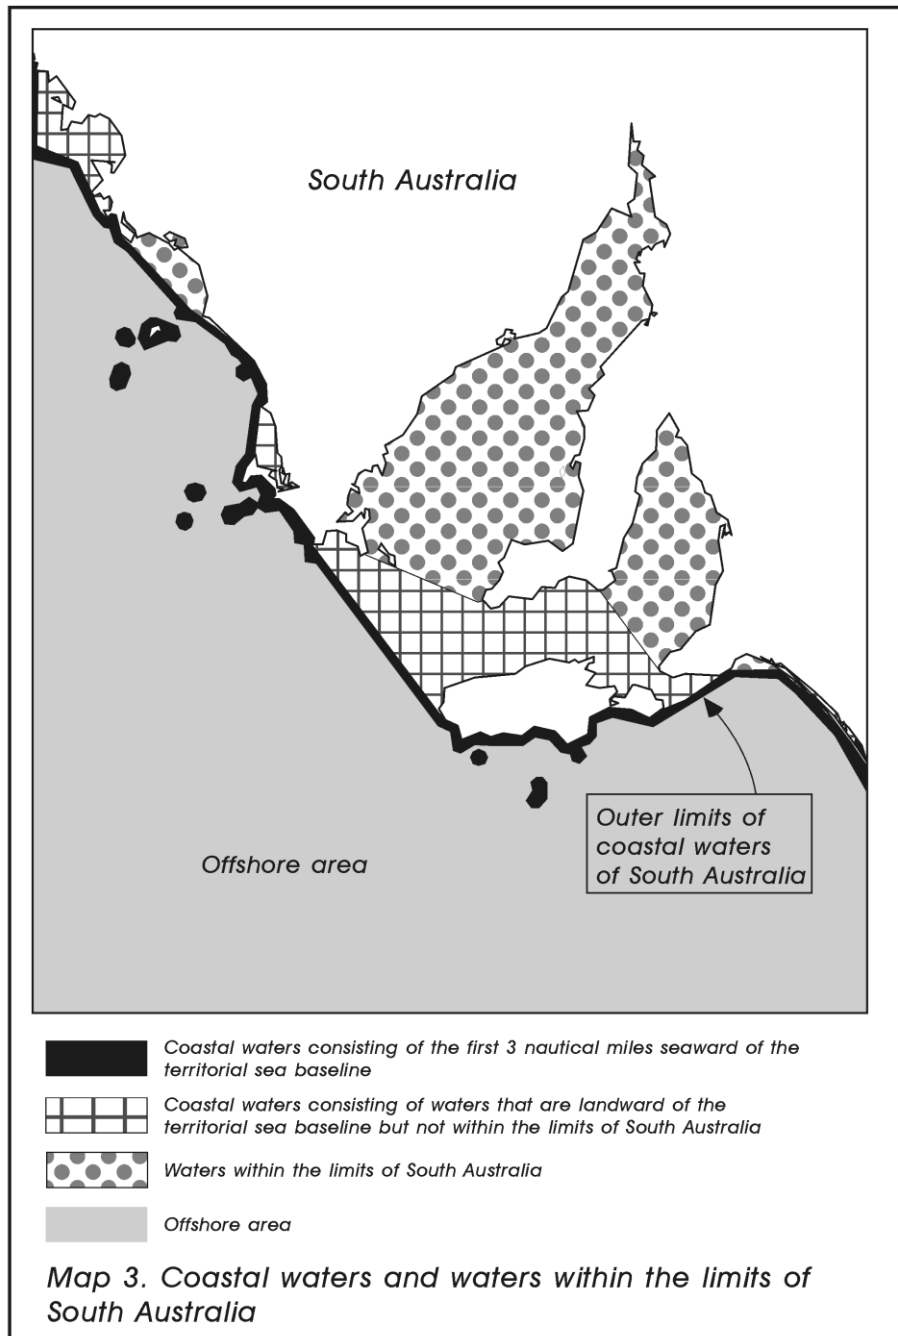 South Australia
Outer limits of
coastal waters
of South Australia
Offshore area
Coastal waters consisting of the first 3 nautical miles seaward of the
territorial sea baseline
Coastal waters consisting of waters that are landward of the
territorial sea baseline but not within the limits of South Australia
Waters within the limits of South Australia
Offshore area
Map 3. Coastal waters and waters within the limits of
South Australia